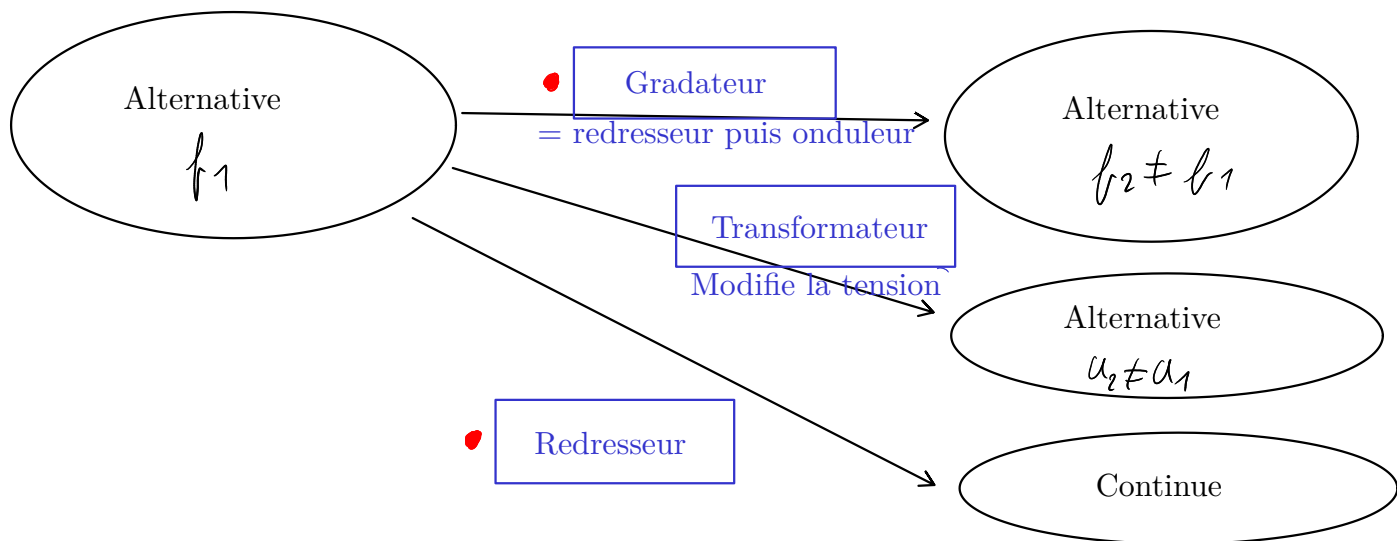 Alternative
f1
Gradateur
= redresseur puis onduleur
Alternative
f2 ≠ f1
Transformateur
Modifie la tension
Alternative
u2 ≠ u1
Redresseur
Continue